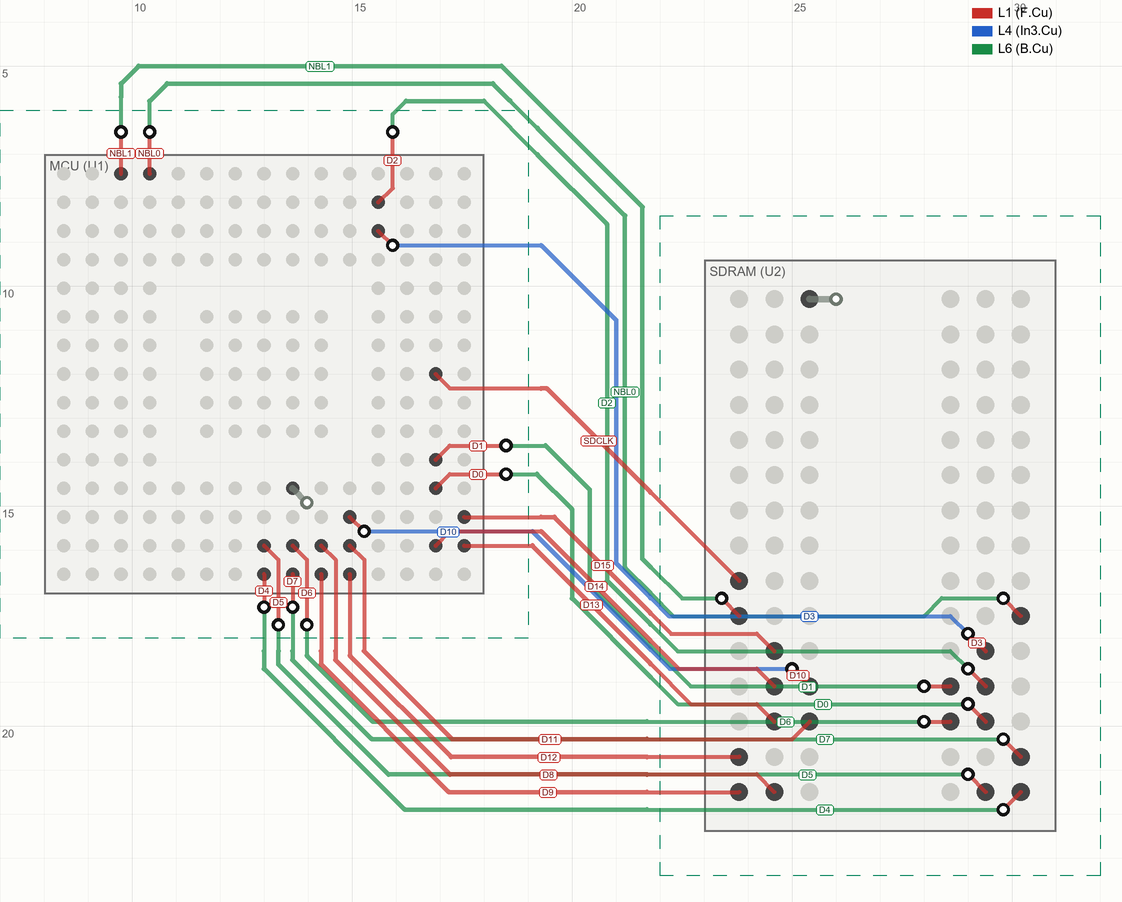 10 15 20 25 30
L1 (F.Cu)
L4 (In3.Cu)
L6 (B.Cu)
NBL1
5
NBL1 NBL0
D2
MCU (U1)
SDRAM (U2)
10
NBL0
D2
SDCLK
D1
D0
15
D10
D15
D14
D7
D4
D6
D5
D13
D3
D3
D10
D1
D0
D6
20
D11
D7
D12
D8
D5
D9
D4